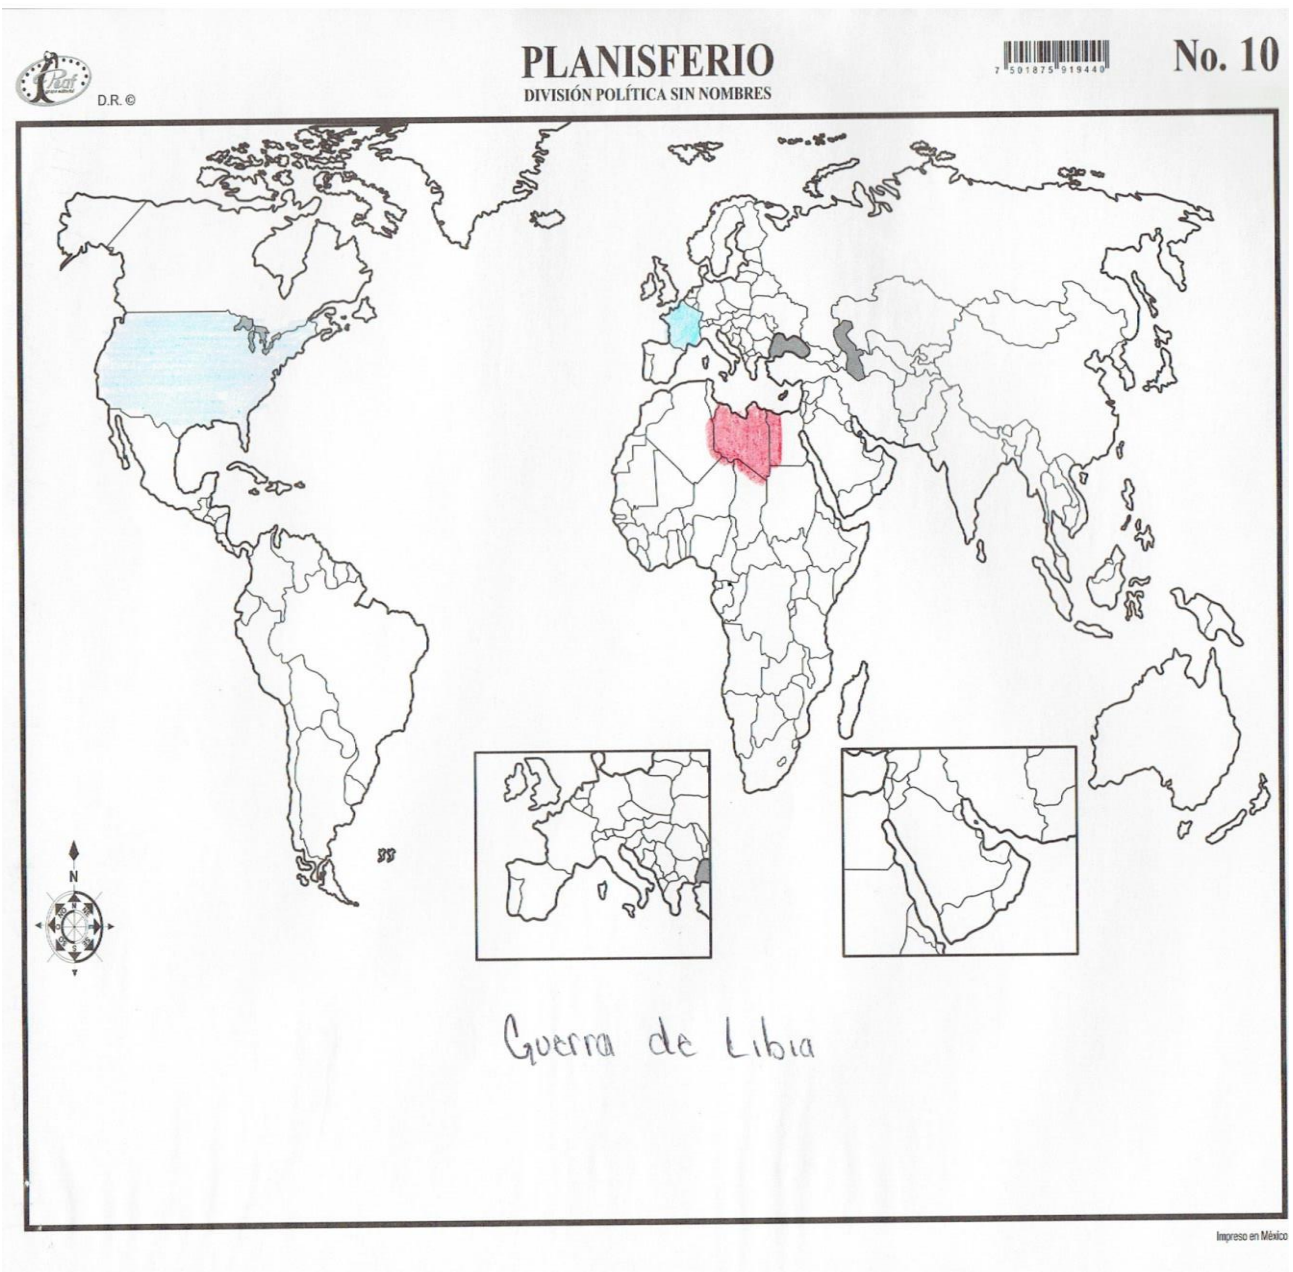 PLANISFERIO
DIVISIÓN POLÍTICA SIN NOMBRES
7 501875 919440
No. 10
D.R. ©
N
Guerra de Libia
Impreso en México